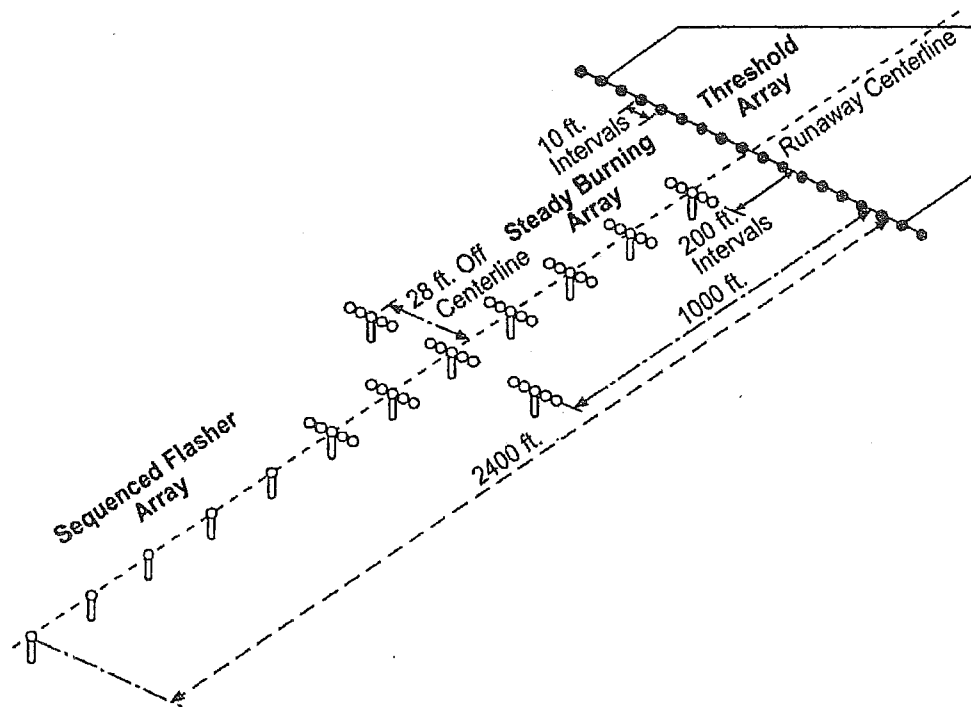 Threshold
Array
Runaway Centerline
10 ft.
Intervals
Steady Burning
Array
200 ft.
Intervals
28 ft. Off
Centerline
1000 ft.
2400 ft.
Sequenced Flasher
Array